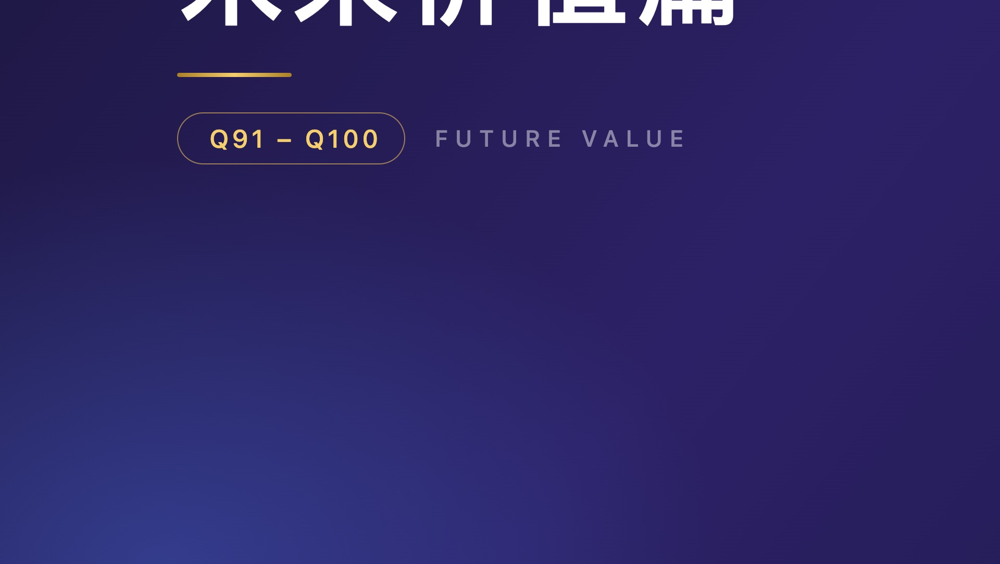 Q91 – Q100 FUTURE VALUE